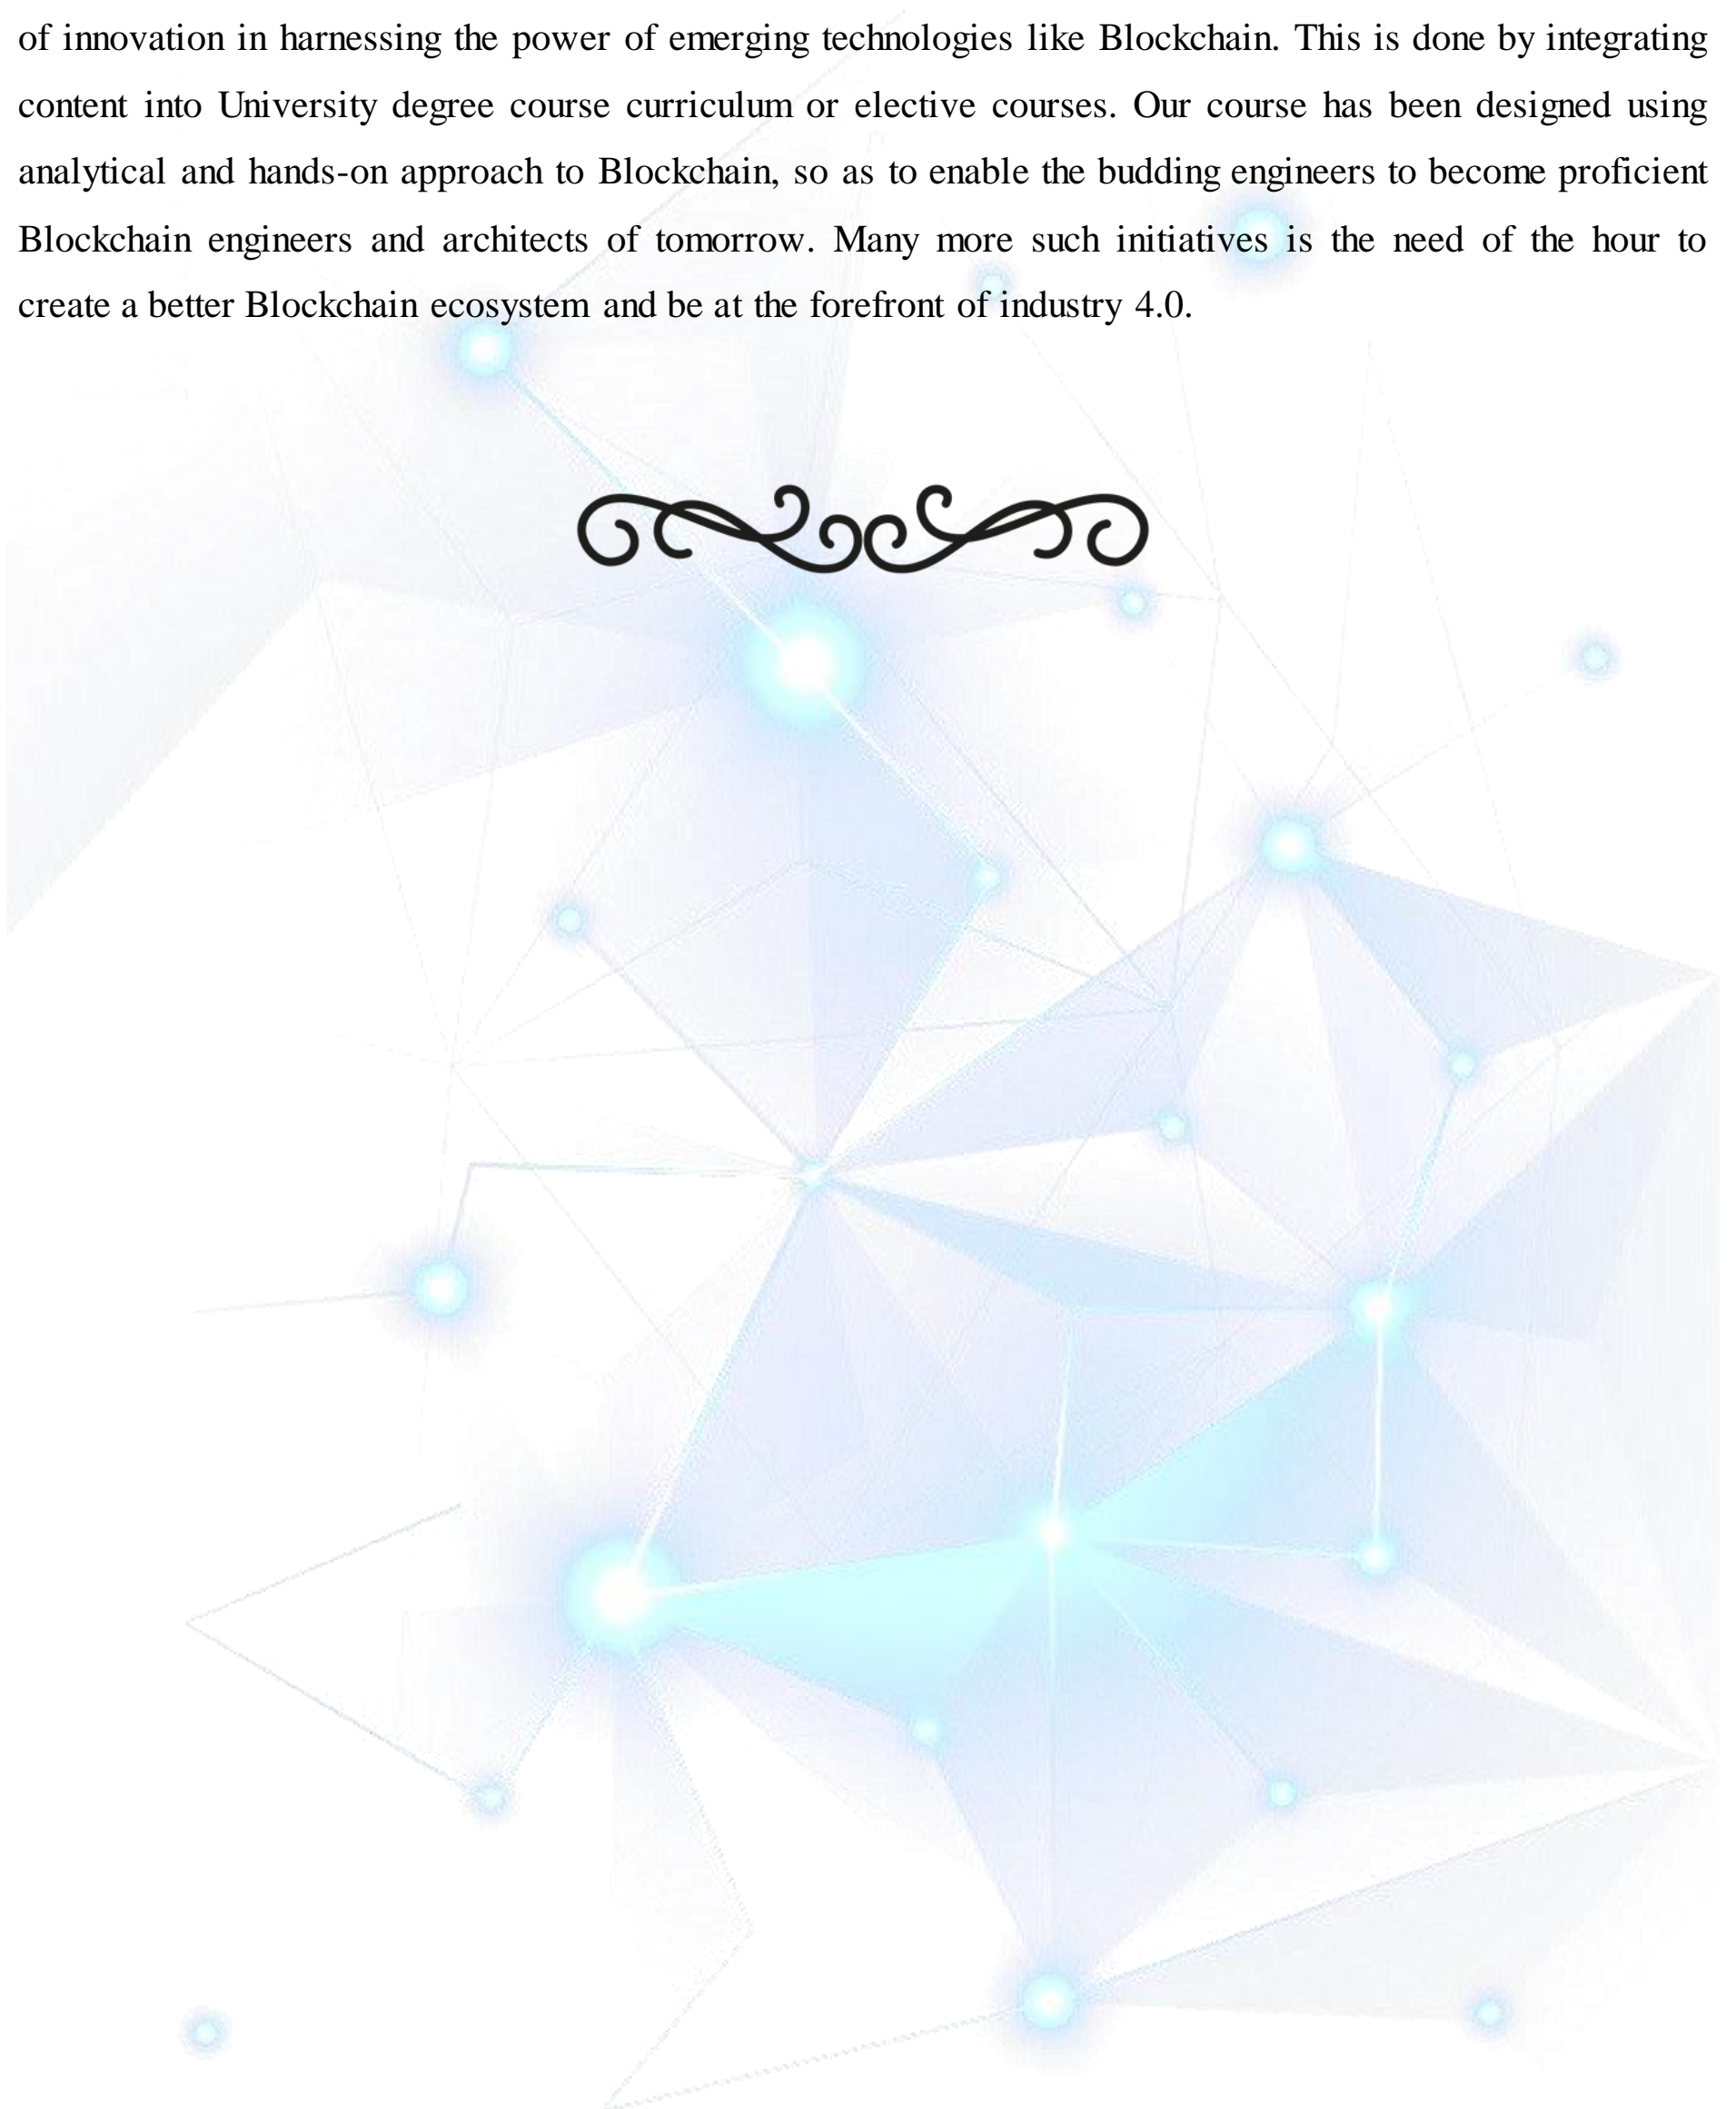 of innovation in harnessing the power of emerging technologies like Blockchain. This is done by integrating
content into University degree course curriculum or elective courses. Our course has been designed using
analytical and hands-on approach to Blockchain, so as to enable the budding engineers to become proficient
Blockchain engineers and architects of tomorrow. Many more such initiatives is the need of the hour to
create a better Blockchain ecosystem and be at the forefront of industry 4.0.